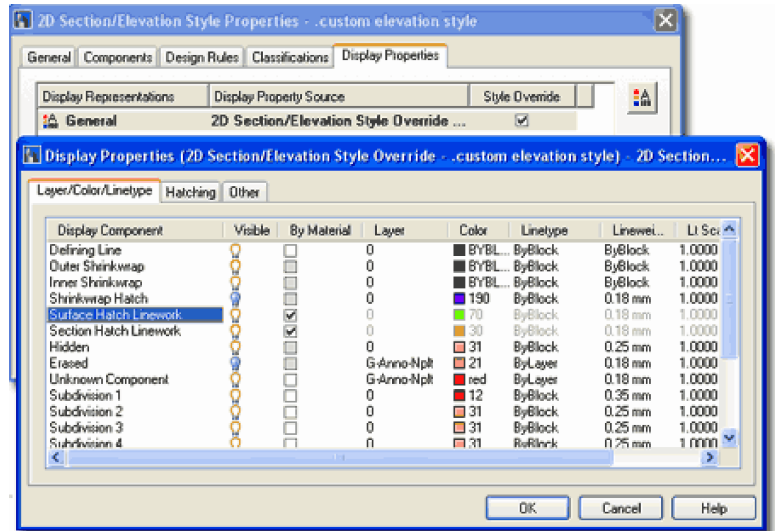 2D Section/Elevation Style Properties - .custom elevation style
General Components Design Rules Classifications Display Properties
Display Representations Display Property Source Style Override
General 2D Section/Elevation Style Override ...
Display Properties (2D Section/Elevation Style Override - .custom elevation style) - 2D Section...
Layer/Color/Linetype Hatching Other
Display Component Visible By Material Layer Color Linetype Linewei... Lt Sc
Defining Line 0 BYBL... ByBlock ByBlock 1.0000
Outer Shrinkwrap 0 BYBL... ByBlock ByBlock 1.0000
Inner Shrinkwrap 0 BYBL... ByBlock ByBlock 1.0000
Shrinkwrap Hatch 0 190 ByBlock 0.18 mm 1.0000
Surface Hatch Linework 0 70 ByBlock 0.18 mm 1.0000
Section Hatch Linework 0 30 ByBlock 0.18 mm 1.0000
Hidden 0 31 ByBlock 0.25 mm 1.0000
Erased G-Anno-Nplt 21 ByLayer 0.18 mm 1.0000
Unknown Component G-Anno-Nplt red ByLayer 0.18 mm 1.0000
Subdivision 1 0 12 ByBlock 0.35 mm 1.0000
Subdivision 2 0 31 ByBlock 0.25 mm 1.0000
Subdivision 3 0 31 ByBlock 0.25 mm 1.0000
Subdivision 4 0 31 ByBlock 0.25 mm 1.0000
OK Cancel Help